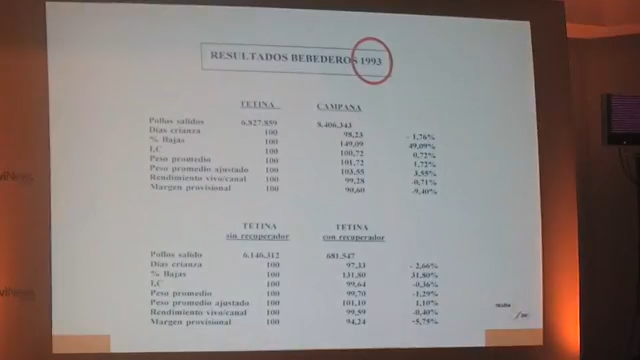 RESULTADOS BEBEDEROS 1993
TETINA CAMPANA
Pollos salidos 6.827.859 8.406.343
Días crianza 100 98,23 - 1,76%
% Bajas 100 149,09 49,09%
I.C 100 100,72 0,72%
Peso promedio 100 101,72 1,72%
Peso promedio ajustado 100 103,55 3,55%
Rendimiento vivo/canal 100 99,28 -0,71%
Margen provisional 100 90,60 -9,40%
TETINA TETINA
sin recuperador con recuperador
Pollos salido 6.146.312 681.547
Días crianza 100 97,33 - 2,66%
% Bajas 100 131,80 31,80%
I.C 100 99,64 -0,36%
Peso promedio 100 99,70 -1,29%
Peso promedio ajustado 100 101,10 1,10%
Rendimiento vivo/canal 100 99,59 -0,40%
Margen provisional 100 94,24 -5,75%